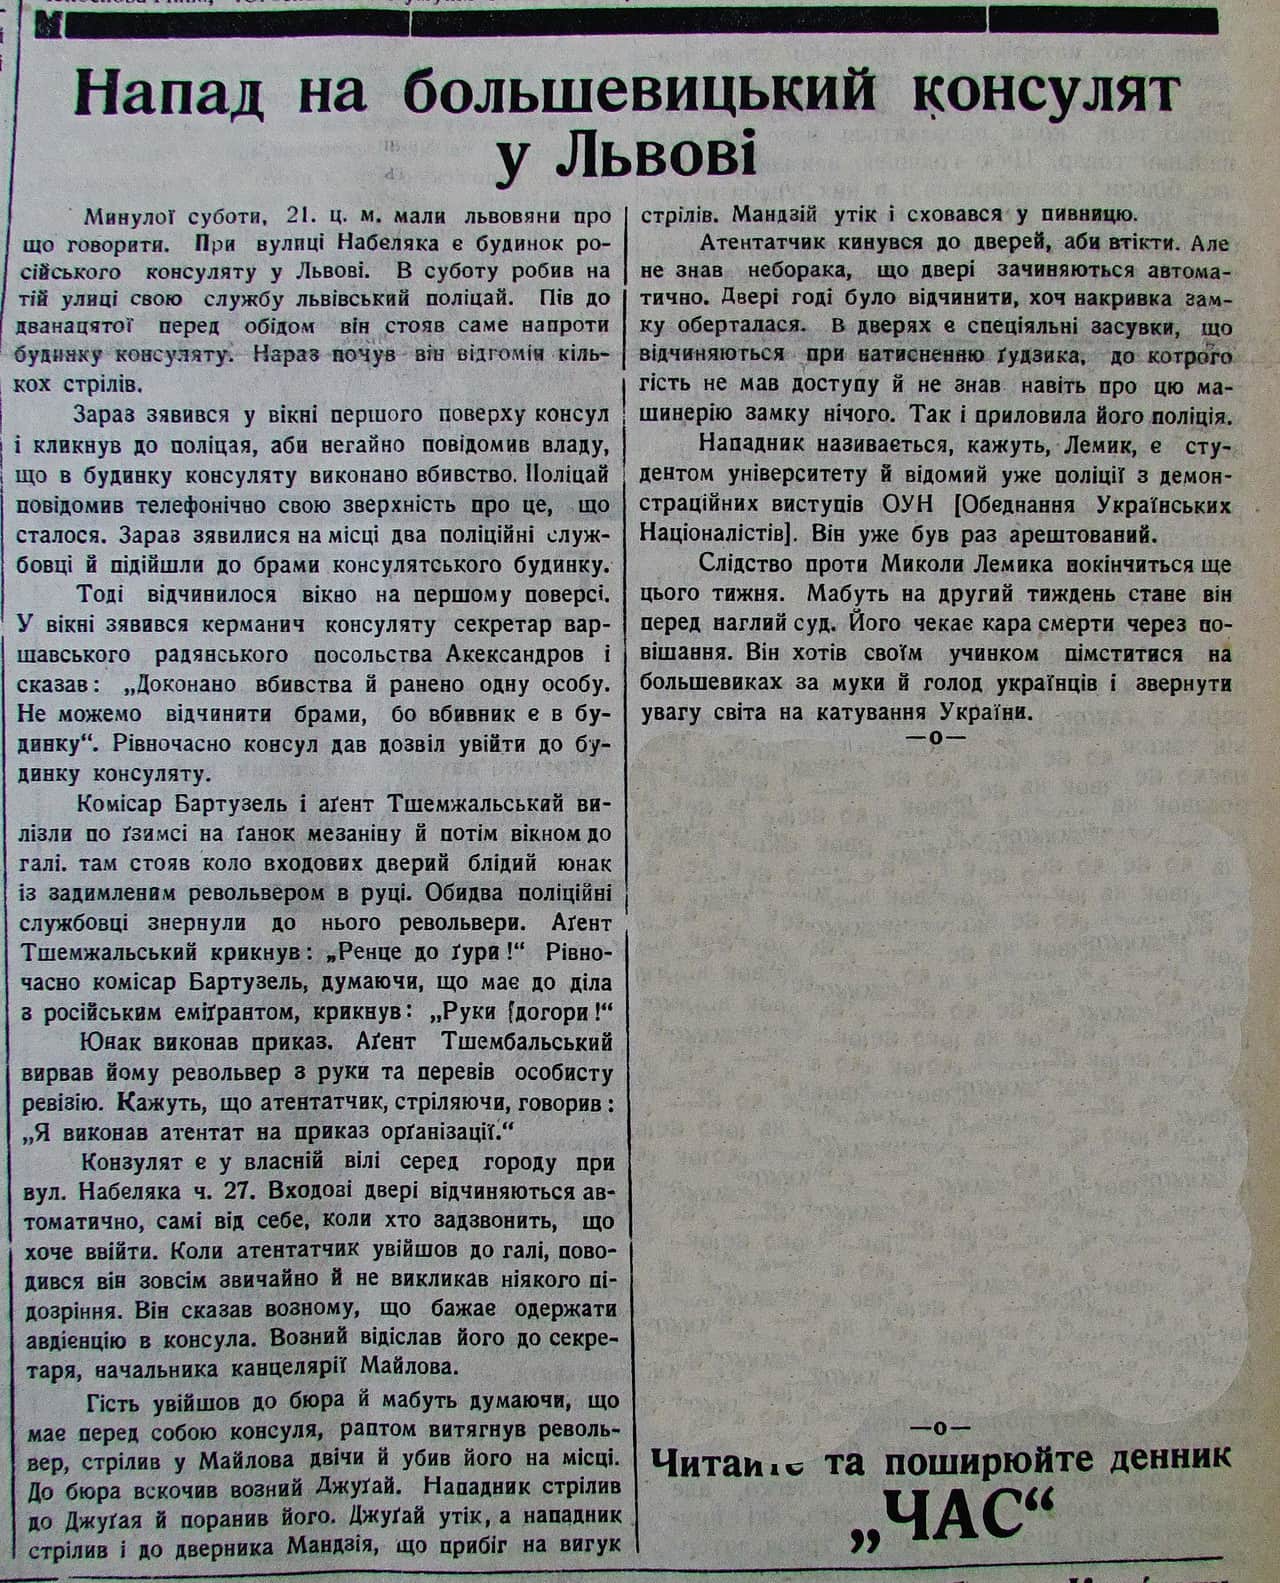 Напад на большевицький консулят
у Львові
Минулої суботи, 21. ц. м. мали львовяни про
що говорити. При вулиці Набеляка є будинок ро-
сійського консуляту у Львові. В суботу робив на
тій улиці свою службу львівський поліцай. Пів до
дванацятої перед обідом він стояв саме напроти
будинку консуляту. Нараз почув він відгомін кіль-
кох стрілів.
Зараз зявився у вікні першого поверху консул
і кликнув до поліцая, аби негайно повідомив владу,
що в будинку консуляту виконано вбивство. Поліцай
повідомив телефонічно свою зверхність про це, що
сталося. Зараз зявилися на місці два поліційні служ-
бовці й підійшли до брами консулятського будинку.
Тоді відчинилося вікно на першому поверсі.
У вікні зявився керманич консуляту секретар вар-
шавського радянського посольства Акександров і
сказав: „Доконано вбивства й ранено одну особу.
Не можемо відчинити брами, бо вбивник є в бу-
динку“. Рівночасно консул дав дозвіл увійти до бу-
динку консуляту.
Комісар Бартузель і аґент Тшемжальський ви-
лізли по ґзимсі на ґанок мезаніну й потім вікном до
галі. там стояв коло входових дверий блідий юнак
із задимленим револьвером в руці. Обидва поліційні
службовці знернули до нього револьвери. Аґент
Тшемжальський крикнув: „Ренце до ґури!“ Рівно-
часно комісар Бартузель, думаючи, що має до діла
з російським еміґрантом, крикнув: „Руки догори!“
Юнак виконав приказ. Аґент Тшембальський
вирвав йому револьвер з руки та перевів особисту
ревізію. Кажуть, що атентатчик, стріляючи, говорив:
„Я виконав атентат на приказ орґанізації.“
Конзулят є у власній вілі серед городу при
вул. Набеляка ч. 27. Входові двері відчиняються ав-
томатично, самі від себе, коли хто задзвонить, що
хоче ввійти. Коли атентатчик увійшов до галі, пово-
дився він зовсім звичайно й не викликав ніякого пі-
дозріння. Він сказав возному, що бажає одержати
авдієнцію в консула. Возний відіслав його до секре-
таря, начальника канцелярії Майлова.
Гість увійшов до бюра й мабуть думаючи, що
має перед собою консуля, раптом витягнув револь-
вер, стрілив у Майлова двічи й убив його на місці.
До бюра вскочив возний Джуґай. Нападник стрілив
до Джуґая й поранив його. Джуґай утік, а нападник
стрілив і до дверника Мандзія, що прибіг на вигук
стрілів. Мандзій утік і сховався у пивницю.
Атентатчик кинувся до дверей, аби втікти. Але
не знав неборака, що двері зачиняються автома-
тично. Двері годі було відчинити, хоч накривка зам-
ку оберталася. В дверях є спеціяльні засувки, що
відчиняються при натисненню ґудзика, до котрого
гість не мав доступу й не знав навіть про цю ма-
шинерію замку нічого. Так і приловила його поліція.
Нападник називається, кажуть, Лемик, є сту-
дентом університету й відомий уже поліції з демон-
страційних виступів ОУН [Обеднання Українських
Націоналістів]. Він уже був раз арештований.
Слідство проти Миколи Лемика покінчиться ще
цього тижня. Мабуть на другий тиждень стане він
перед наглий суд. Його чекає кара смерти через по-
вішання. Він хотів своїм учинком пімститися на
большевиках за муки й голод українців і звернути
увагу світа на катування України.
—о—
—о—
Читайте та поширюйте денник
„ЧАС“